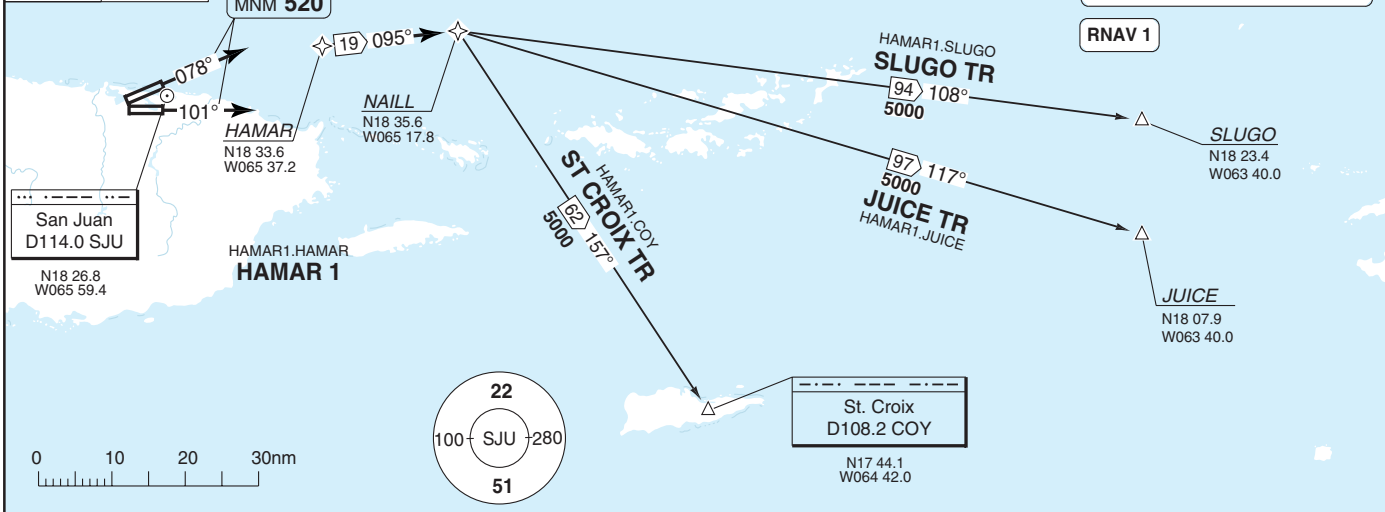 MNM 520
RNAV 1
19 095°
078°
101°
HAMAR
N18 33.6
W065 37.2
NAILL
N18 35.6
W065 17.8
HAMAR1.SLUGO
SLUGO TR
94 108°
5000
SLUGO
N18 23.4
W063 40.0
97 117°
5000
JUICE TR
HAMAR1.JUICE
JUICE
N18 07.9
W063 40.0
HAMAR1.COY
ST CROIX TR
62 157°
5000
San Juan
D114.0 SJU
N18 26.8
W065 59.4
HAMAR1.HAMAR
HAMAR 1
St. Croix
D108.2 COY
N17 44.1
W064 42.0
22
100 SJU 280
51
0 10 20 30nm